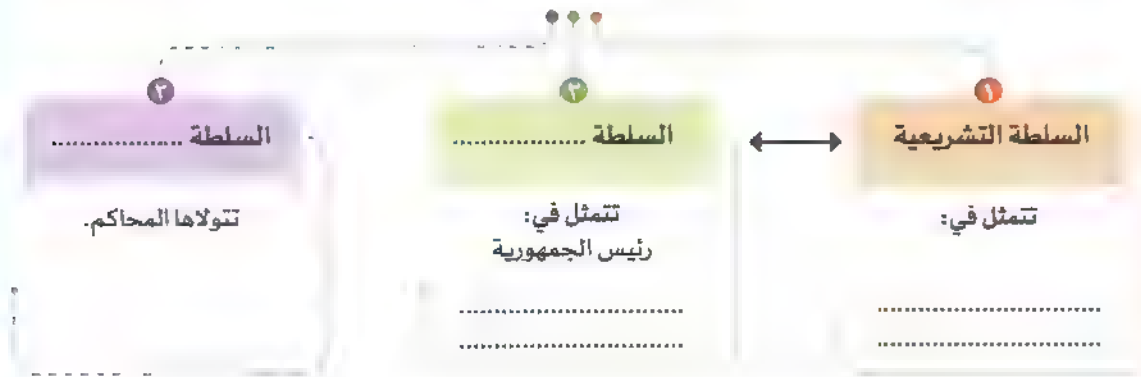 ١
السلطة التشريعية
تتمثل في:
........................................
........................................
٢
السلطة ........................
تتمثل في:
رئيس الجمهورية
........................................
........................................
٣
السلطة ........................
تتولاها المحاكم.